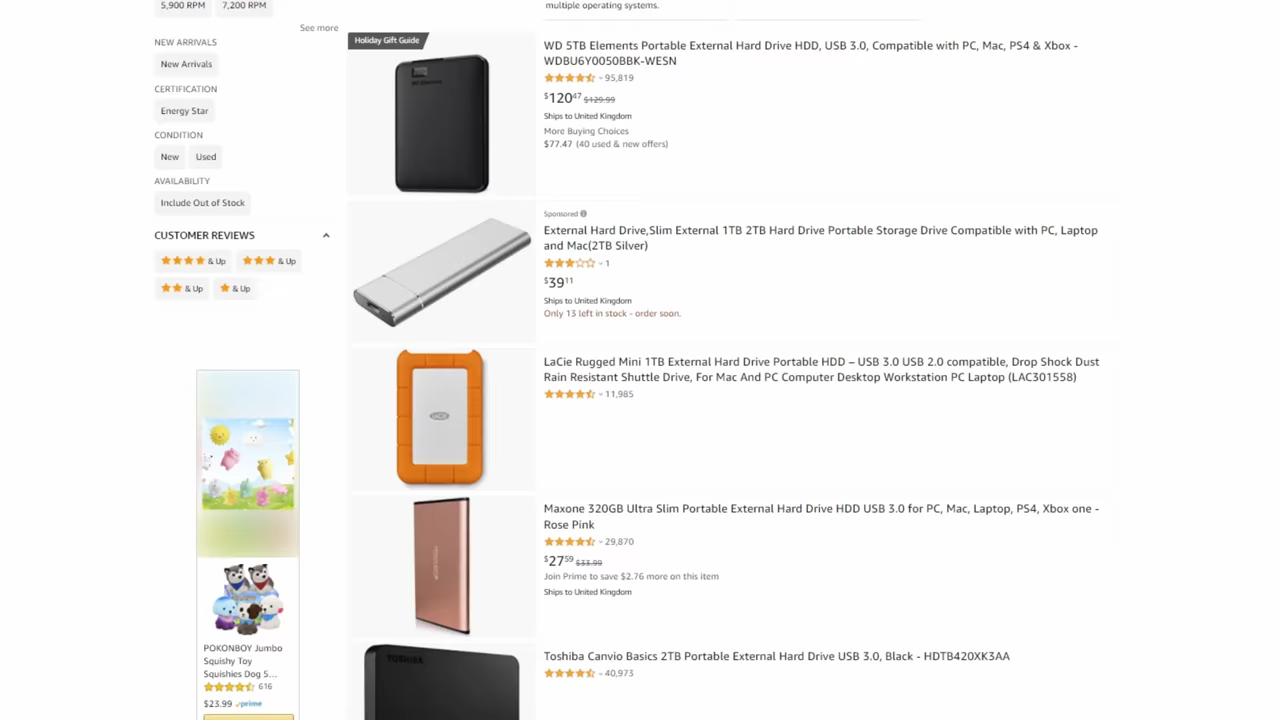 5,900 RPM 7,200 RPM
See more
NEW ARRIVALS
New Arrivals
CERTIFICATION
Energy Star
CONDITION
New Used
AVAILABILITY
Include Out of Stock
CUSTOMER REVIEWS
& Up & Up
& Up & Up
POKONBOY Jumbo
Squishy Toy
Squishies Dog 5...
616
$23.99 prime
multiple operating systems.
Holiday Gift Guide
WD 5TB Elements Portable External Hard Drive HDD, USB 3.0, Compatible with PC, Mac, PS4 & Xbox -
WDBU6Y0050BBK-WESN
95,819
$120 47 $129.99
Ships to United Kingdom
More Buying Choices
$77.47 (40 used & new offers)
Sponsored
External Hard Drive,Slim External 1TB 2TB Hard Drive Portable Storage Drive Compatible with PC, Laptop
and Mac(2TB Silver)
1
$39 11
Ships to United Kingdom
Only 13 left in stock - order soon.
LaCie Rugged Mini 1TB External Hard Drive Portable HDD – USB 3.0 USB 2.0 compatible, Drop Shock Dust
Rain Resistant Shuttle Drive, For Mac And PC Computer Desktop Workstation PC Laptop (LAC301558)
11,985
Maxone 320GB Ultra Slim Portable External Hard Drive HDD USB 3.0 for PC, Mac, Laptop, PS4, Xbox one -
Rose Pink
29,870
$27 59 $33.99
Join Prime to save $2.76 more on this item
Ships to United Kingdom
TOSHIBA
Toshiba Canvio Basics 2TB Portable External Hard Drive USB 3.0, Black - HDTB420XK3AA
40,973